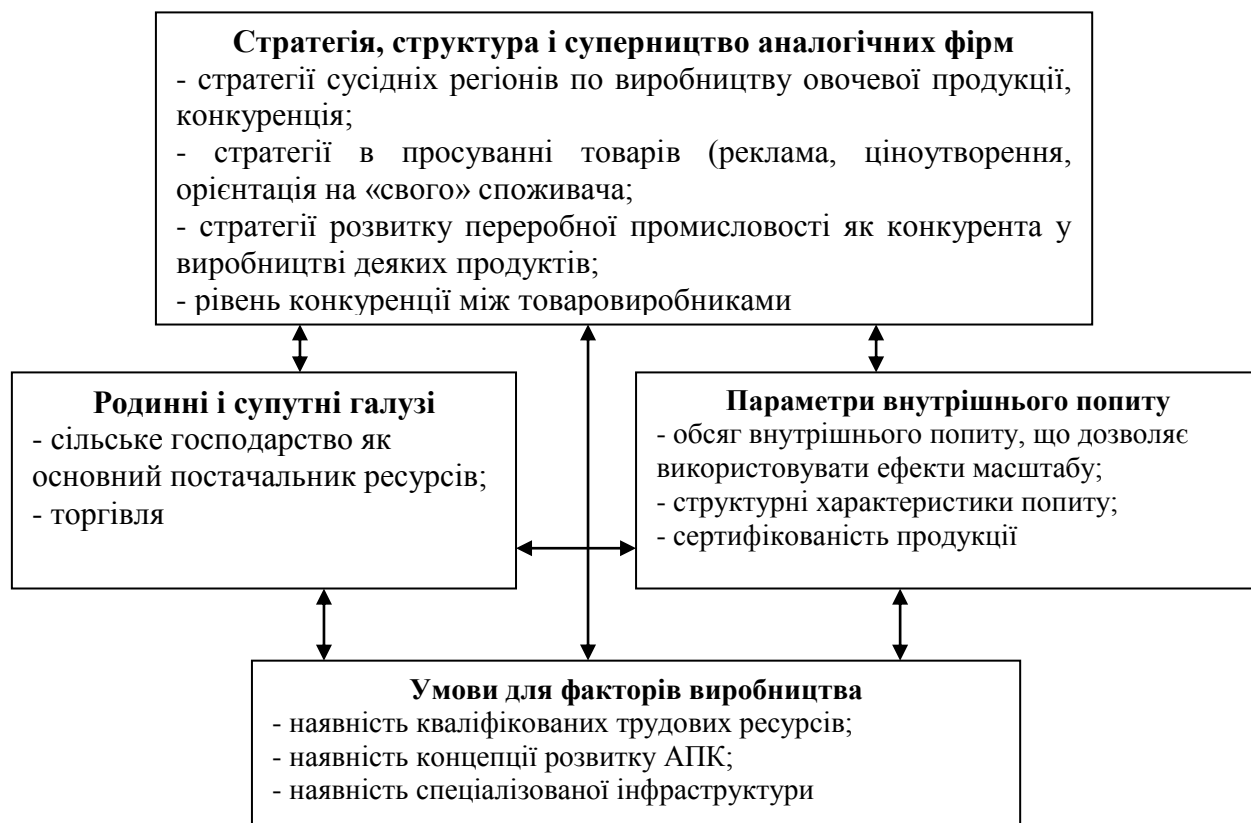 Стратегія, структура і суперництво аналогічних фірм
- стратегії сусідніх регіонів по виробництву овочевої продукції,
конкуренція;
- стратегії в просуванні товарів (реклама, ціноутворення,
орієнтація на «свого» споживача;
- стратегії розвитку переробної промисловості як конкурента у
виробництві деяких продуктів;
- рівень конкуренції між товаровиробниками
Родинні і супутні галузі
- сільське господарство як
основний постачальник ресурсів;
- торгівля
Параметри внутрішнього попиту
- обсяг внутрішнього попиту, що дозволяє
використовувати ефекти масштабу;
- структурні характеристики попиту;
- сертифікованість продукції
Умови для факторів виробництва
- наявність кваліфікованих трудових ресурсів;
- наявність концепції розвитку АПК;
- наявність спеціалізованої інфраструктури